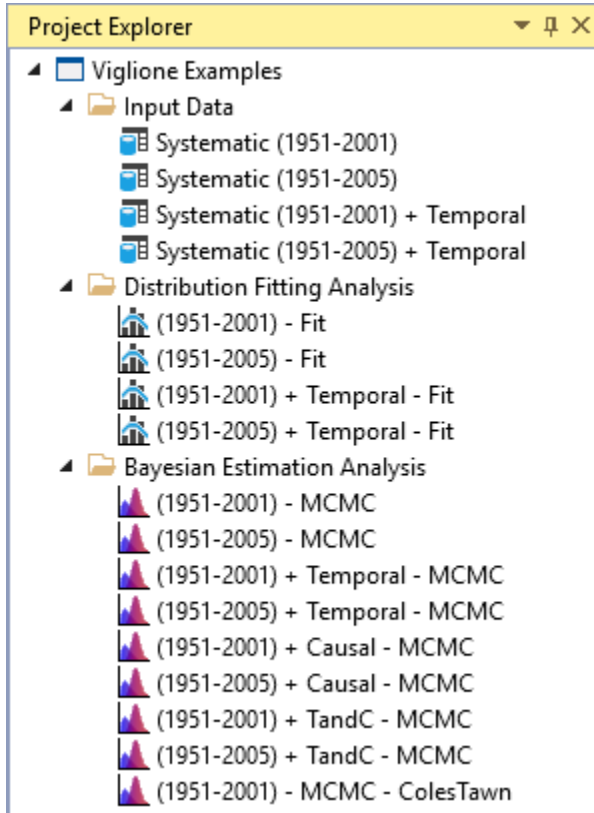 Project Explorer
Viglione Examples
Input Data
Systematic (1951-2001)
Systematic (1951-2005)
Systematic (1951-2001) + Temporal
Systematic (1951-2005) + Temporal
Distribution Fitting Analysis
(1951-2001) - Fit
(1951-2005) - Fit
(1951-2001) + Temporal - Fit
(1951-2005) + Temporal - Fit
Bayesian Estimation Analysis
(1951-2001) - MCMC
(1951-2005) - MCMC
(1951-2001) + Temporal - MCMC
(1951-2005) + Temporal - MCMC
(1951-2001) + Causal - MCMC
(1951-2005) + Causal - MCMC
(1951-2001) + TandC - MCMC
(1951-2005) + TandC - MCMC
(1951-2001) - MCMC - ColesTawn